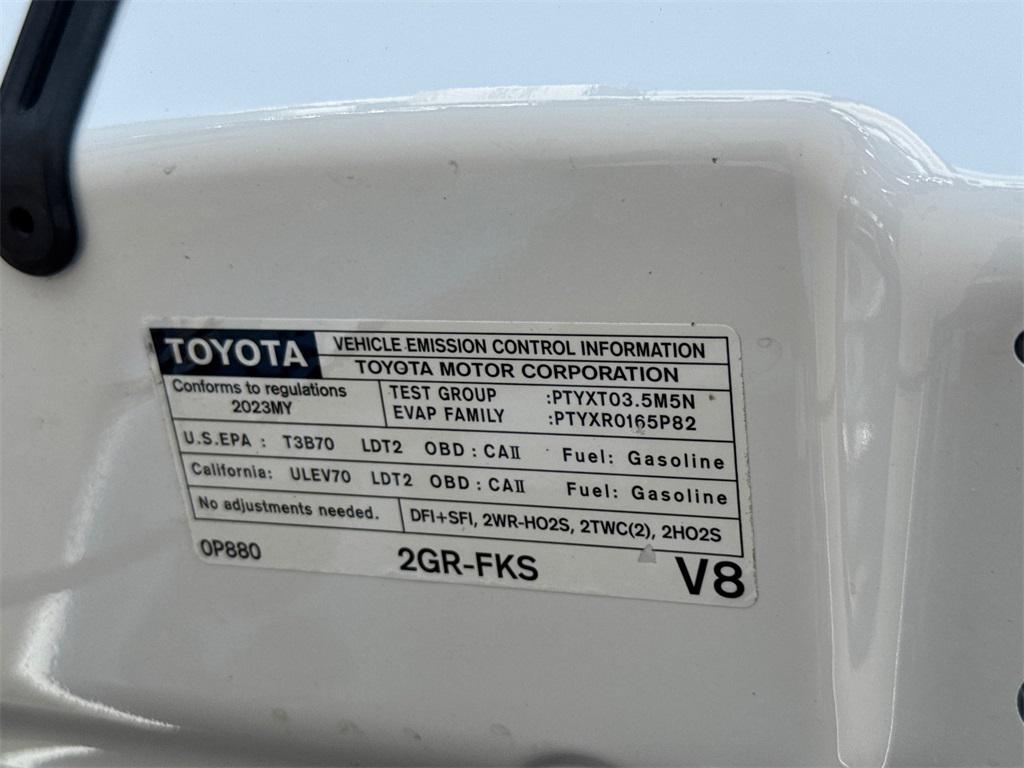 TOYOTA VEHICLE EMISSION CONTROL INFORMATION
TOYOTA MOTOR CORPORATION
Conforms to regulations
2023MY
TEST GROUP :PTYXT03.5M5N
EVAP FAMILY :PTYXR0165P82
U.S.EPA : T3B70 LDT2 OBD : CAII Fuel: Gasoline
California: ULEV70 LDT2 OBD : CAII Fuel: Gasoline
No adjustments needed. DFI+SFI, 2WR-HO2S, 2TWC(2), 2HO2S
0P880 2GR-FKS V8